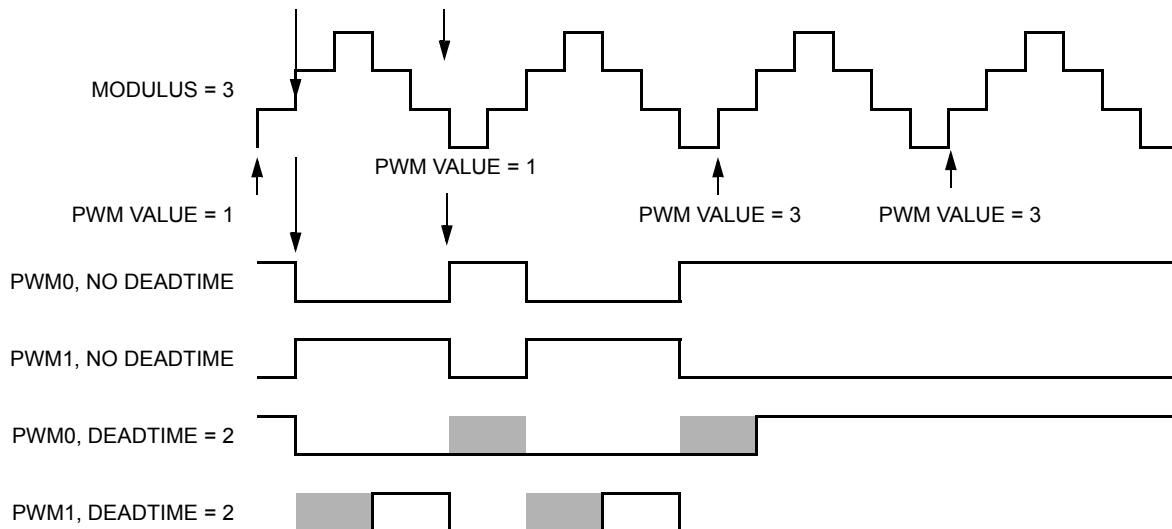 MODULUS = 3
PWM VALUE = 1
PWM VALUE = 1
PWM VALUE = 3
PWM VALUE = 3
PWM0, NO DEADTIME
PWM1, NO DEADTIME
PWM0, DEADTIME = 2
PWM1, DEADTIME = 2